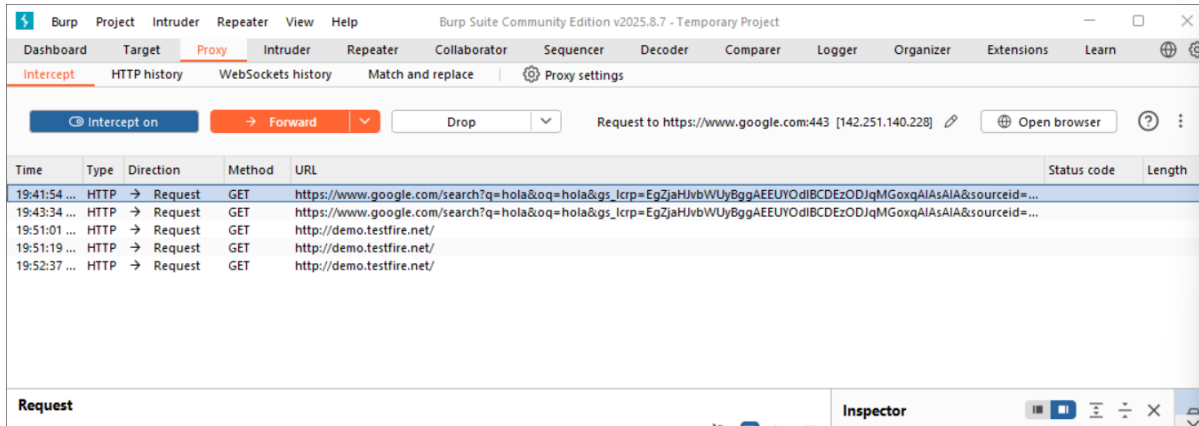 Burp Project Intruder Repeater View Help Burp Suite Community Edition v2025.8.7 - Temporary Project
Dashboard Target Proxy Intruder Repeater Collaborator Sequencer Decoder Comparer Logger Organizer Extensions Learn
Intercept HTTP history WebSockets history Match and replace Proxy settings
Intercept on Forward Drop Request to https://www.google.com:443 [142.251.140.228] Open browser
Time Type Direction Method URL Status code Length
19:41:54 ... HTTP → Request GET https://www.google.com/search?q=hola&oq=hola&gs_lcrp=EgZjaHJvbWUyBggAEEUYOdIBCDEzODJqMGoxqAIAsAIA&sourceid=...
19:43:34 ... HTTP → Request GET https://www.google.com/search?q=hola&oq=hola&gs_lcrp=EgZjaHJvbWUyBggAEEUYOdIBCDEzODJqMGoxqAIAsAIA&sourceid=...
19:51:01 ... HTTP → Request GET http://demo.testfire.net/
19:51:19 ... HTTP → Request GET http://demo.testfire.net/
19:52:37 ... HTTP → Request GET http://demo.testfire.net/
Request Inspector